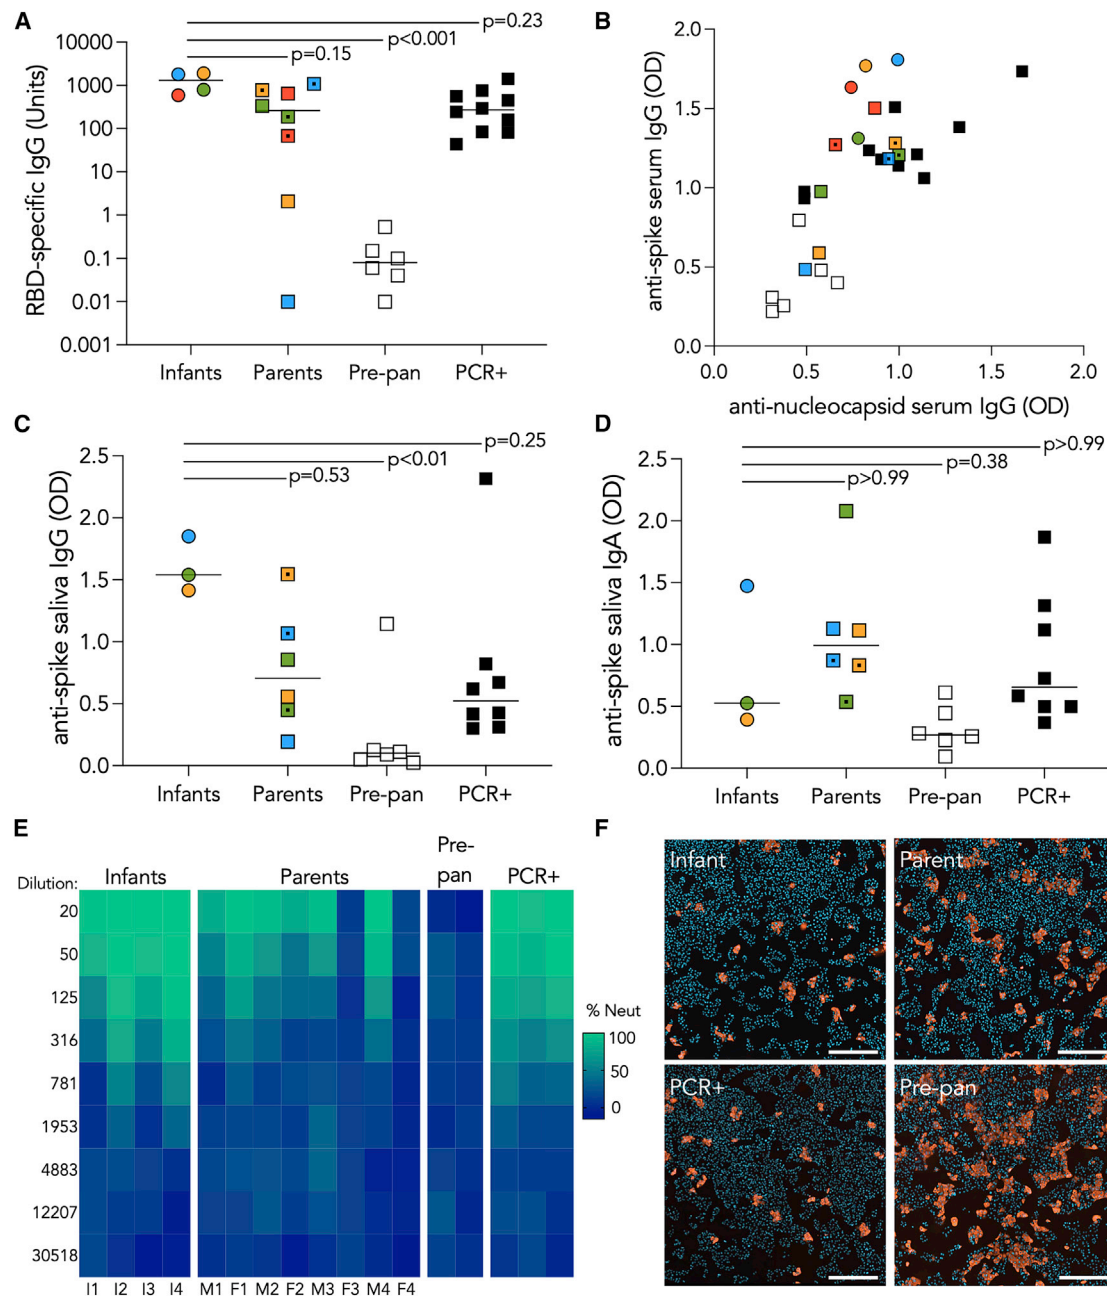 A
p=0.23
p<0.001
p=0.15
RBD-specific IgG (Units)
10000
1000
100
10
1
0.1
0.01
0.001
Infants Parents Pre-pan PCR+
B
anti-spike serum IgG (OD)
2.0
1.5
1.0
0.5
0.0
0.0 0.5 1.0 1.5 2.0
anti-nucleocapsid serum IgG (OD)
C
p=0.25
p<0.01
p=0.53
anti-spike saliva IgG (OD)
2.5
2.0
1.5
1.0
0.5
0.0
Infants Parents Pre-pan PCR+
D
p>0.99
p=0.38
p>0.99
anti-spike saliva IgA (OD)
2.5
2.0
1.5
1.0
0.5
0.0
Infants Parents Pre-pan PCR+
E
Dilution:
Infants Parents Pre-
pan PCR+
20
50
125
316
781
1953
4883
12207
30518
I1 I2 I3 I4 M1 F1 M2 F2 M3 F3 M4 F4
% Neut
100
50
0
F
Infant
Parent
PCR+
Pre-pan